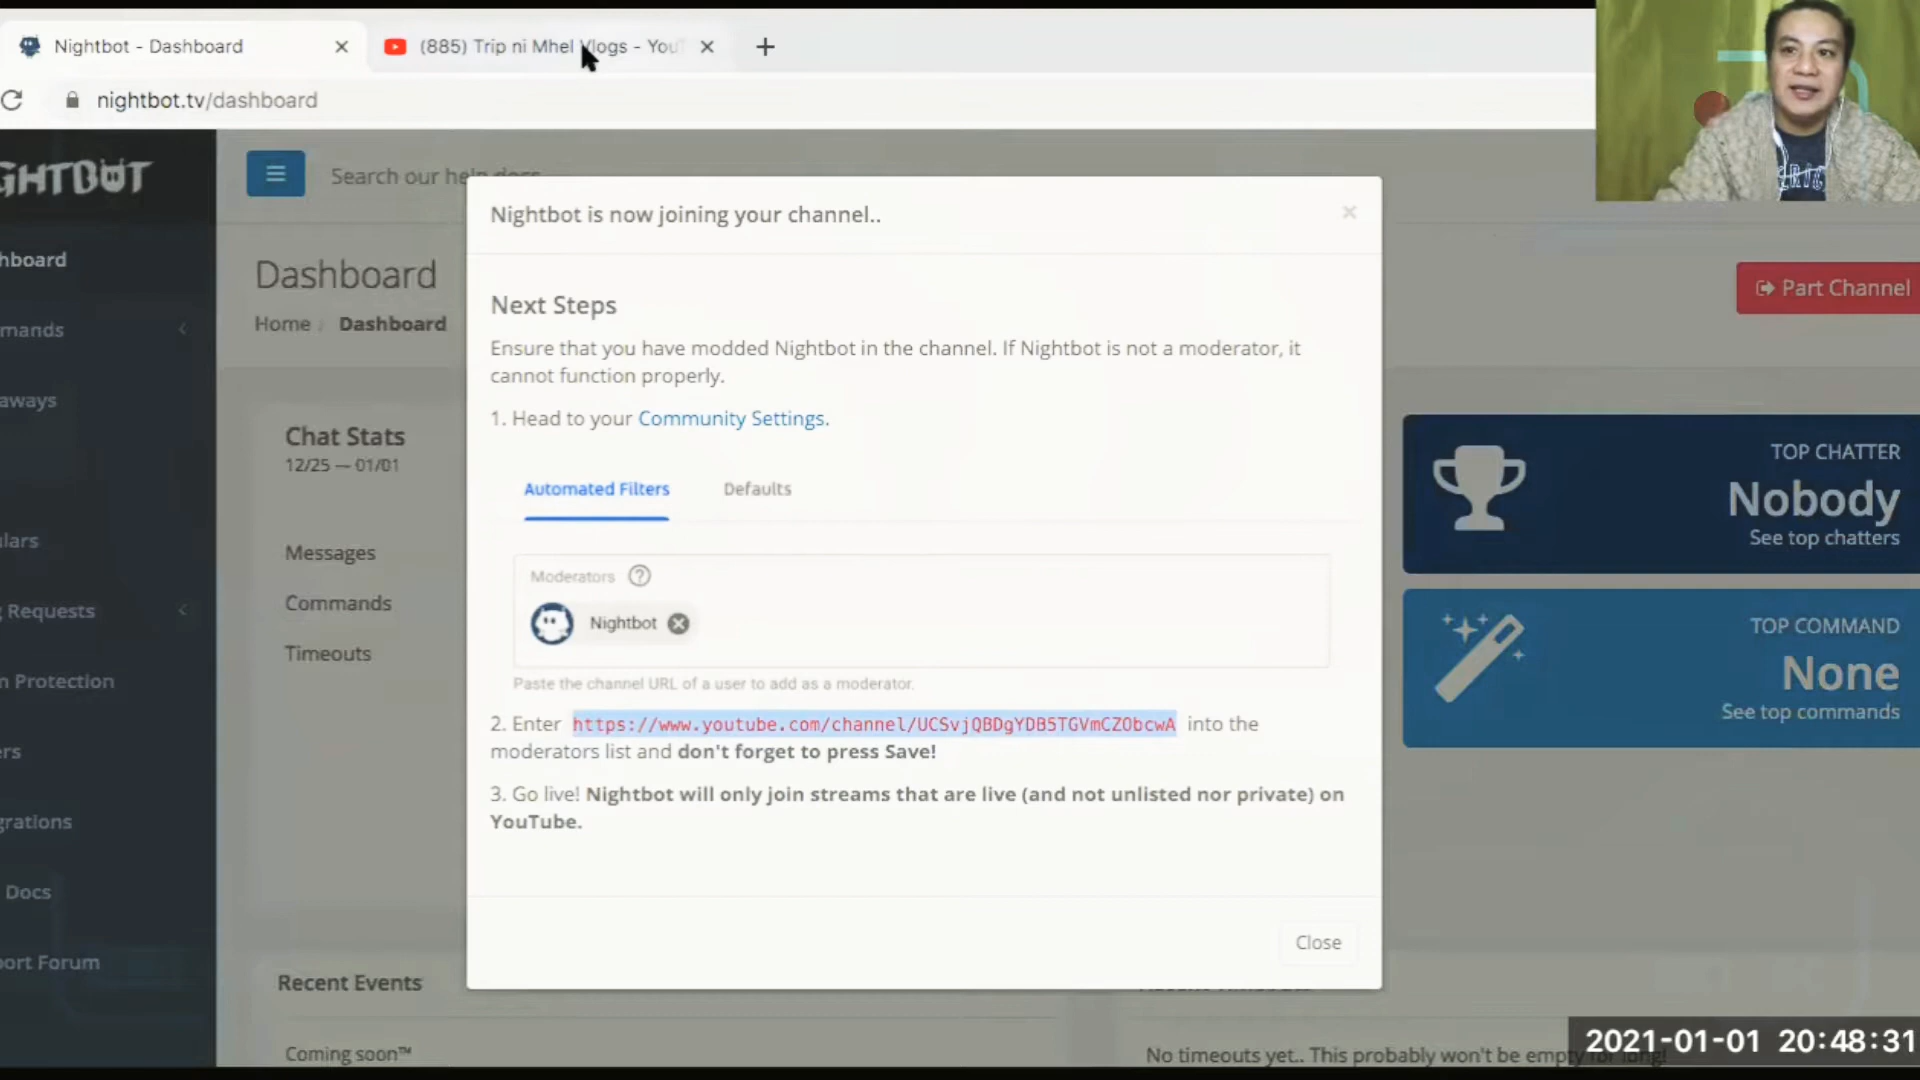 Nightbot - Dashboard
(885) Trip ni Mhel Vlogs - You
nightbot.tv/dashboard
GHTBOT
Search our help docs
Nightbot is now joining your channel..
hboard
Dashboard
Home / Dashboard
Part Channel
Next Steps
Ensure that you have modded Nightbot in the channel. If Nightbot is not a moderator, it
cannot function properly.
mands
aways
1. Head to your Community Settings.
Chat Stats
12/25 — 01/01
TOP CHATTER
Nobody
See top chatters
Automated Filters
Defaults
lars
Messages
Moderators
g Requests
Commands
Nightbot
TOP COMMAND
None
See top commands
Timeouts
n Protection
Paste the channel URL of a user to add as a moderator.
2. Enter https://www.youtube.com/channel/UCSvjQBDgYDB5TGVmCZObcwA into the
moderators list and don't forget to press Save!
ers
3. Go live! Nightbot will only join streams that are live (and not unlisted nor private) on
YouTube.
grations
Docs
Close
ort Forum
Recent Events
Coming soon™
No timeouts yet.. This probably won't be empty for long!
2021-01-01 20:48:31